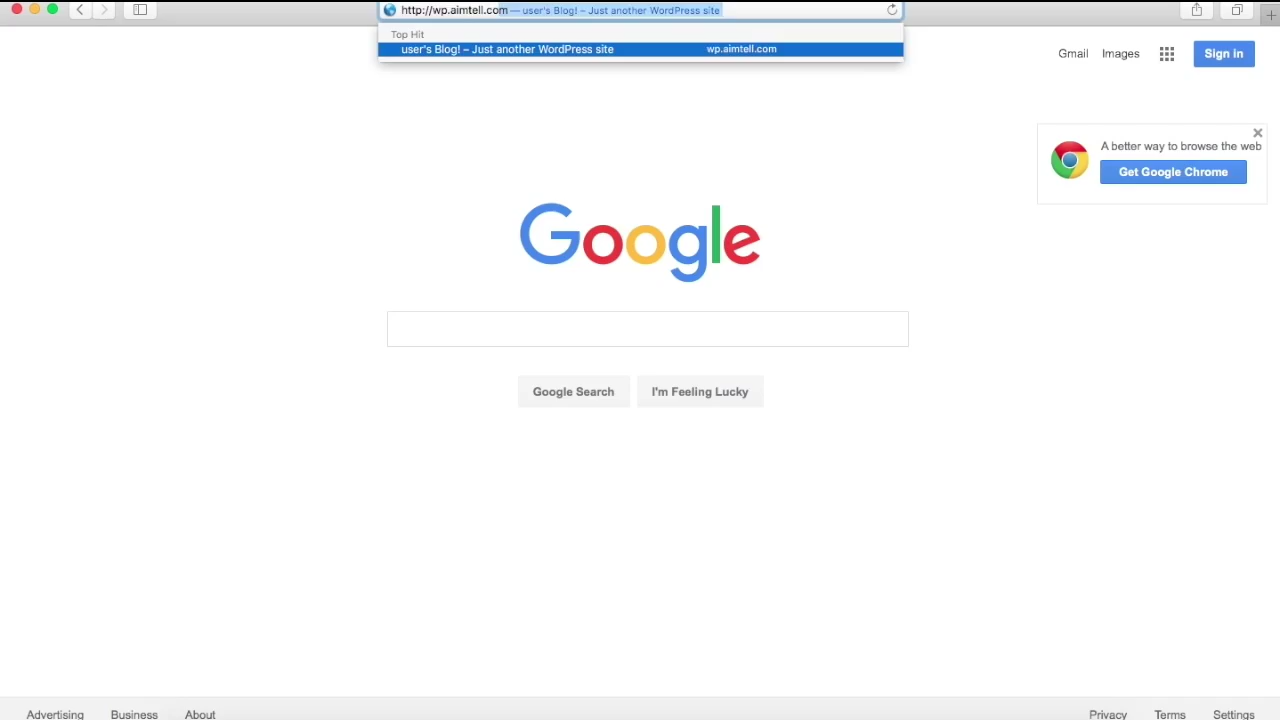 http://wp.aimtell.com — user's Blog! – Just another WordPress site
Top Hit
user's Blog! – Just another WordPress site wp.aimtell.com
Gmail Images Sign in
A better way to browse the web
Get Google Chrome
Google
Google Search I'm Feeling Lucky
Advertising Business About Privacy Terms Settings